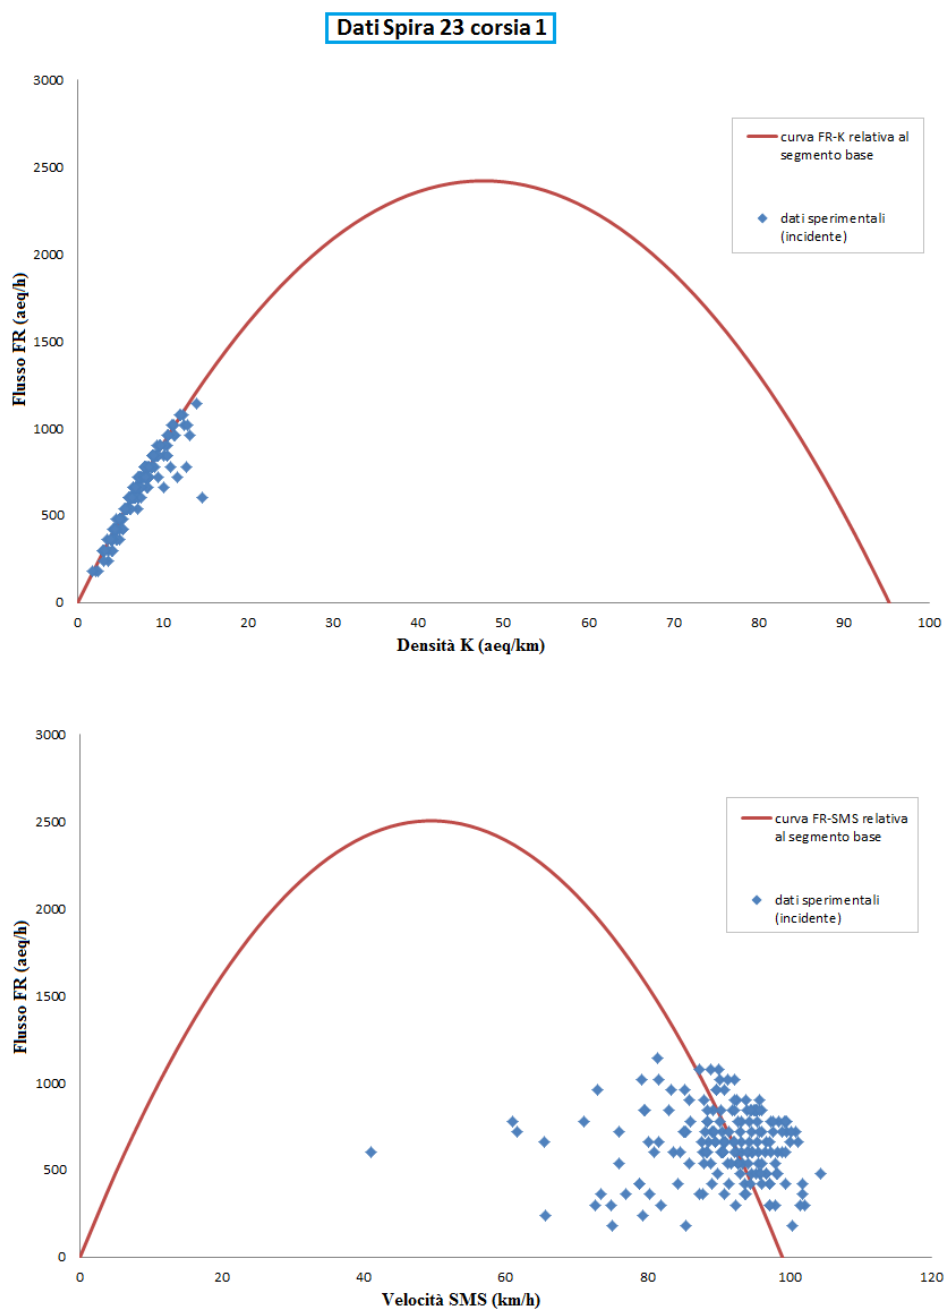 Dati Spira 23 corsia 1
3000
2500
2000
1500
1000
500
0
Flusso FR (aeq/h)
curva FR-K relativa al
segmento base
dati sperimentali
(incidente)
0 10 20 30 40 50 60 70 80 90 100
Densità K (aeq/km)
3000
2500
2000
1500
1000
500
0
Flusso FR (aeq/h)
curva FR-SMS relativa
al segmento base
dati sperimentali
(incidente)
0 20 40 60 80 100 120
Velocità SMS (km/h)